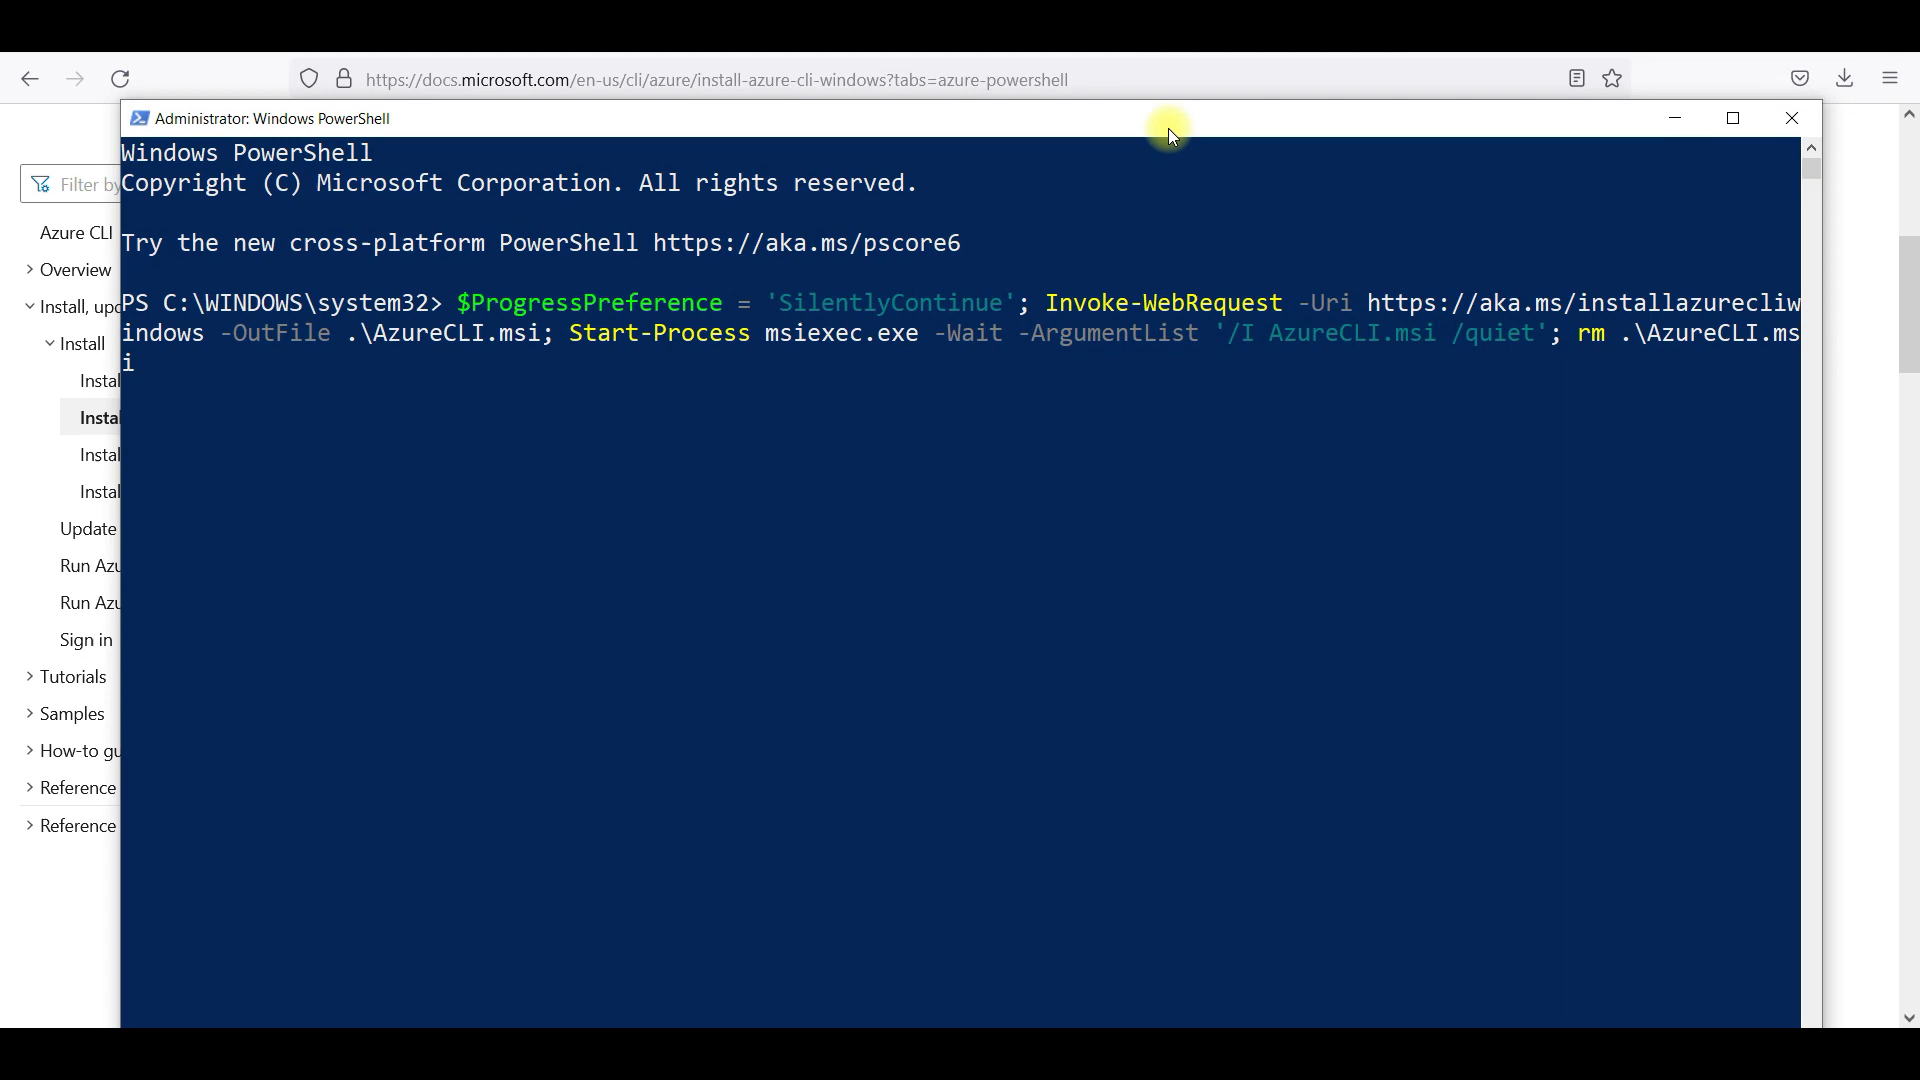 https://docs.microsoft.com/en-us/cli/azure/install-azure-cli-windows?tabs=azure-powershell
Administrator: Windows PowerShell
Windows PowerShell
Copyright (C) Microsoft Corporation. All rights reserved.
Try the new cross-platform PowerShell https://aka.ms/pscore6
PS C:\WINDOWS\system32> $ProgressPreference = 'SilentlyContinue'; Invoke-WebRequest -Uri https://aka.ms/installazurecliw
indows -OutFile .\AzureCLI.msi; Start-Process msiexec.exe -Wait -ArgumentList '/I AzureCLI.msi /quiet'; rm .\AzureCLI.ms
i
Filter by
Azure CLI
Overview
Install, upd
Install
Instal
Instal
Instal
Instal
Update
Run Azu
Run Azu
Sign in
Tutorials
Samples
How-to gu
Reference
Reference